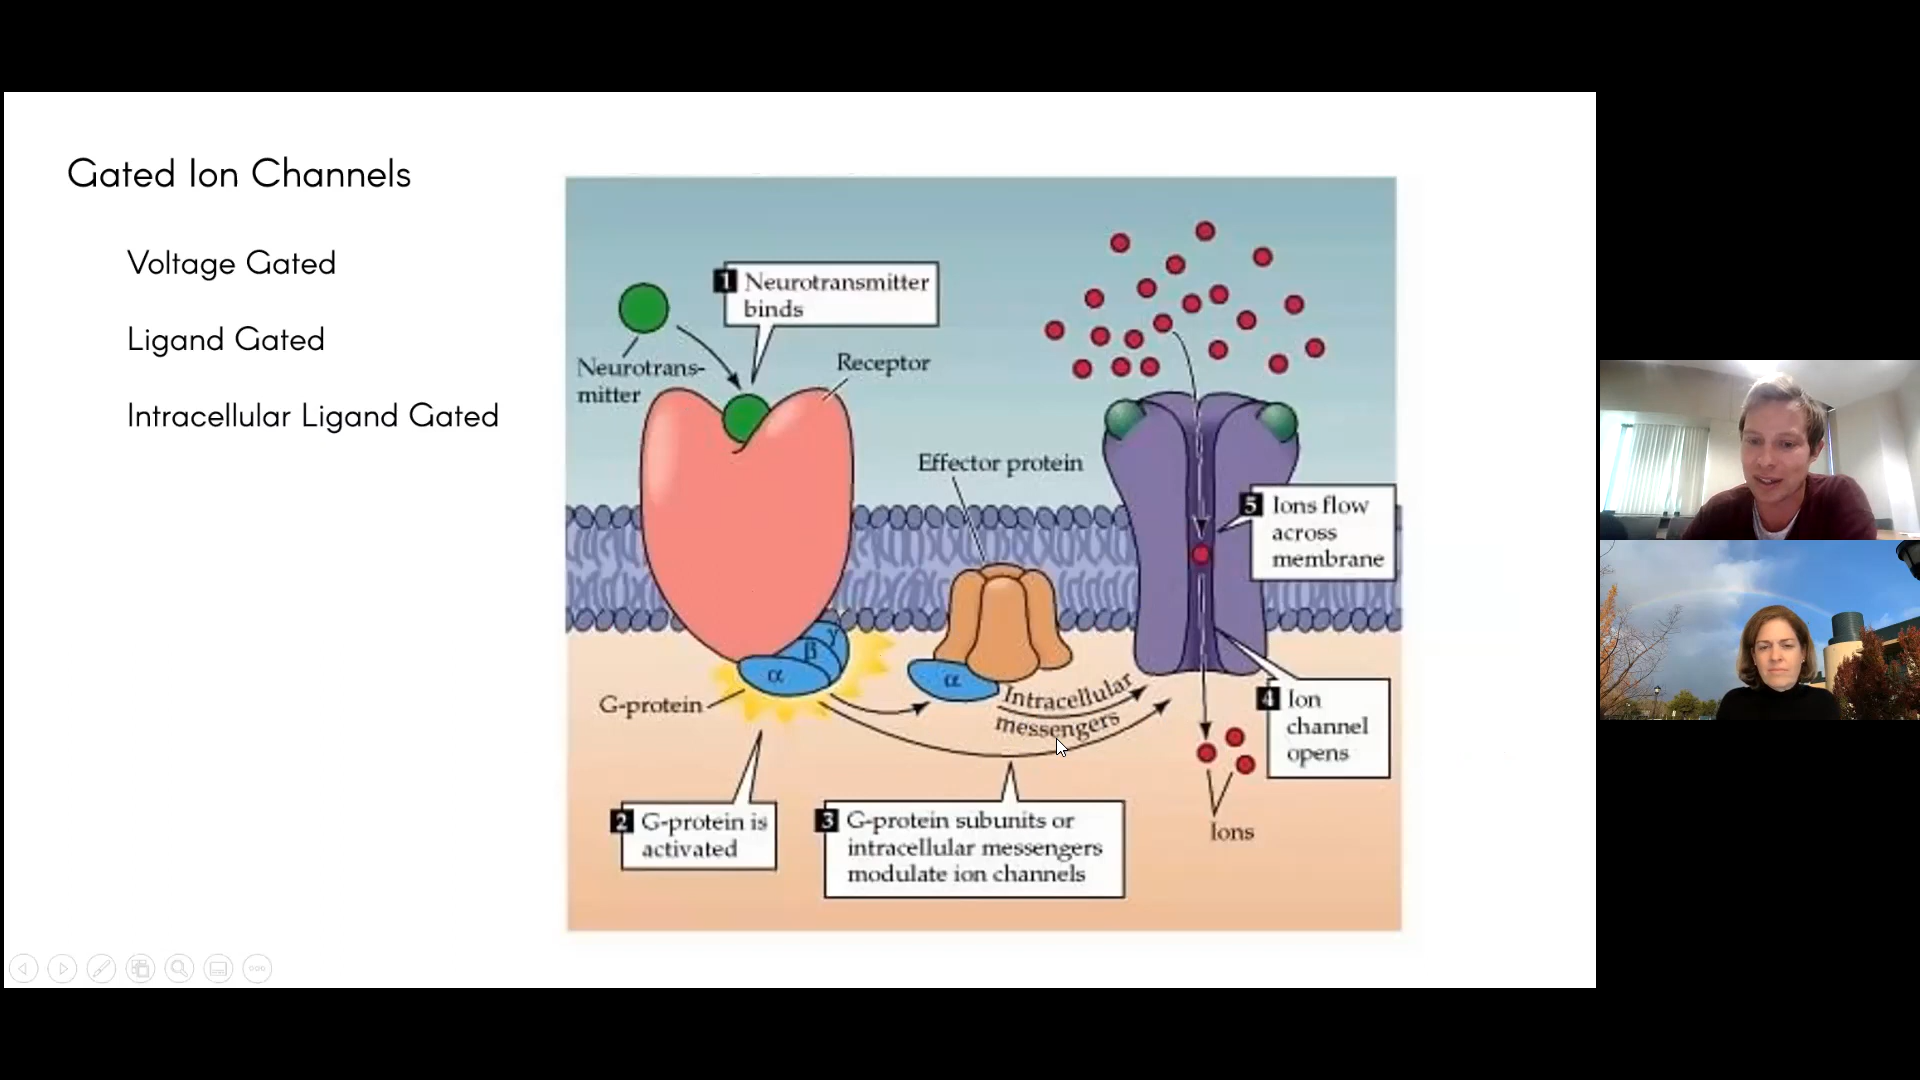 Gated Ion Channels
Voltage Gated
Ligand Gated
Intracellular Ligand Gated
1 Neurotransmitter
binds
Neurotrans-
mitter
Receptor
Effector protein
5 Ions flow
across
membrane
γ
β
α
α
G-protein
Intracellular
messengers
4 Ion
channel
opens
2 G-protein is
activated
3 G-protein subunits or
intracellular messengers
modulate ion channels
Ions